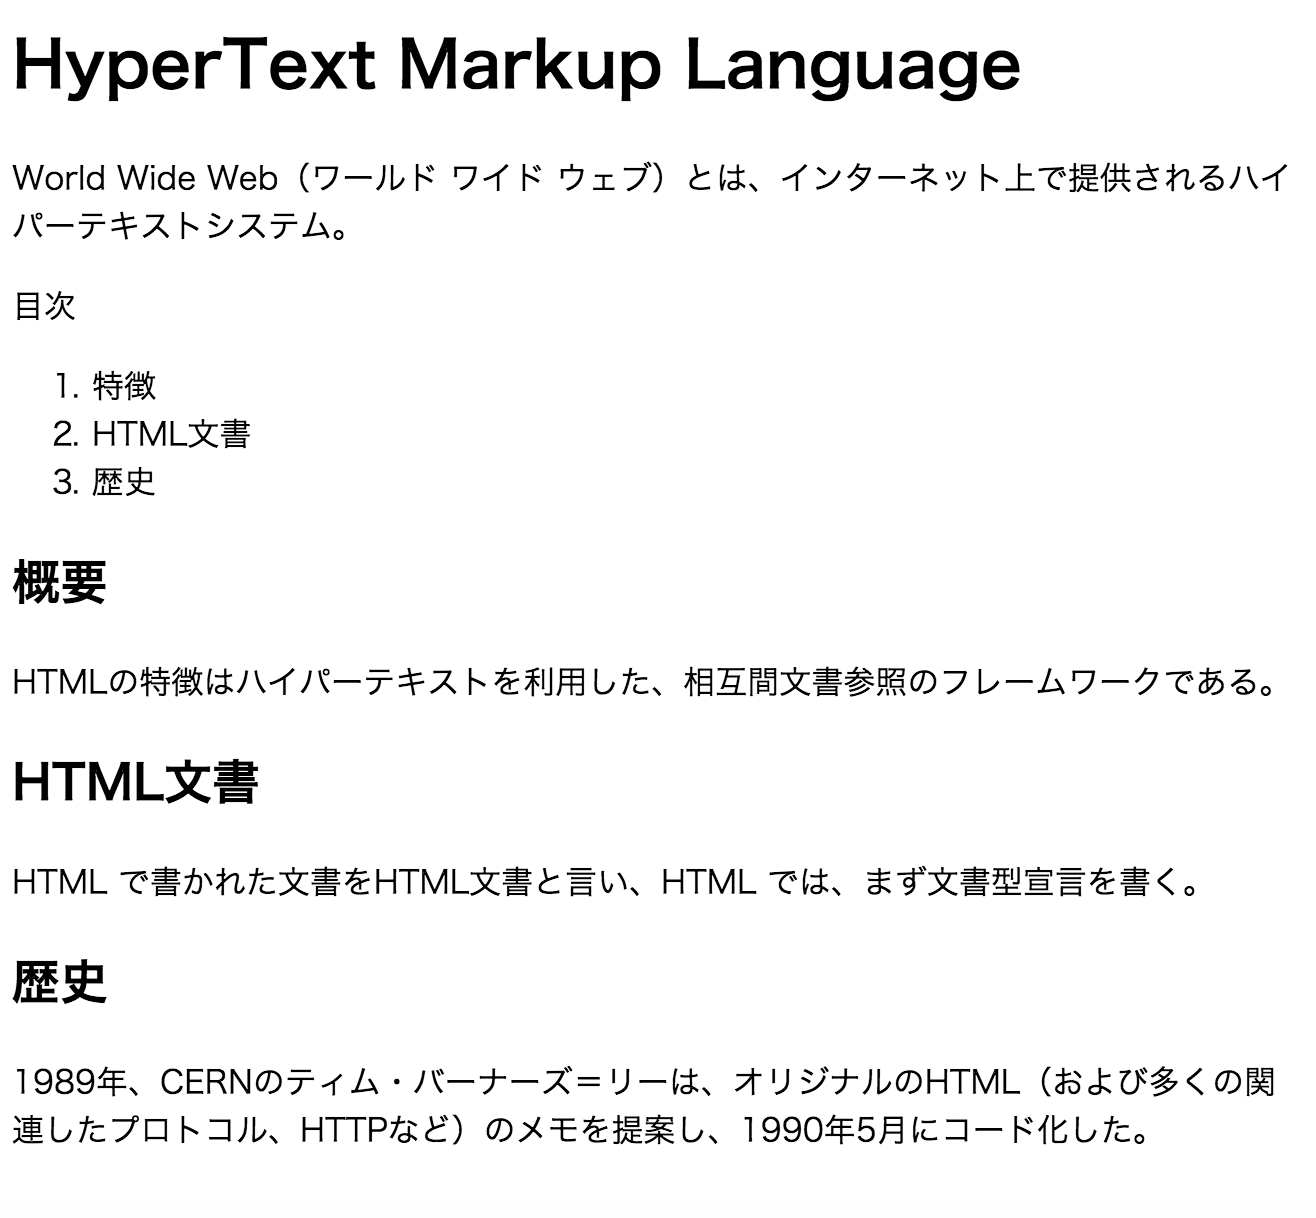 HyperText Markup Language
World Wide Web（ワールド ワイド ウェブ）とは、インターネット上で提供されるハイ
パーテキストシステム。
目次
1. 特徴
2. HTML文書
3. 歴史
概要
HTMLの特徴はハイパーテキストを利用した、相互間文書参照のフレームワークである。
HTML文書
HTML で書かれた文書をHTML文書と言い、HTML では、まず文書型宣言を書く。
歴史
1989年、CERNのティム・バーナーズ＝リーは、オリジナルのHTML（および多くの関
連したプロトコル、HTTPなど）のメモを提案し、1990年5月にコード化した。